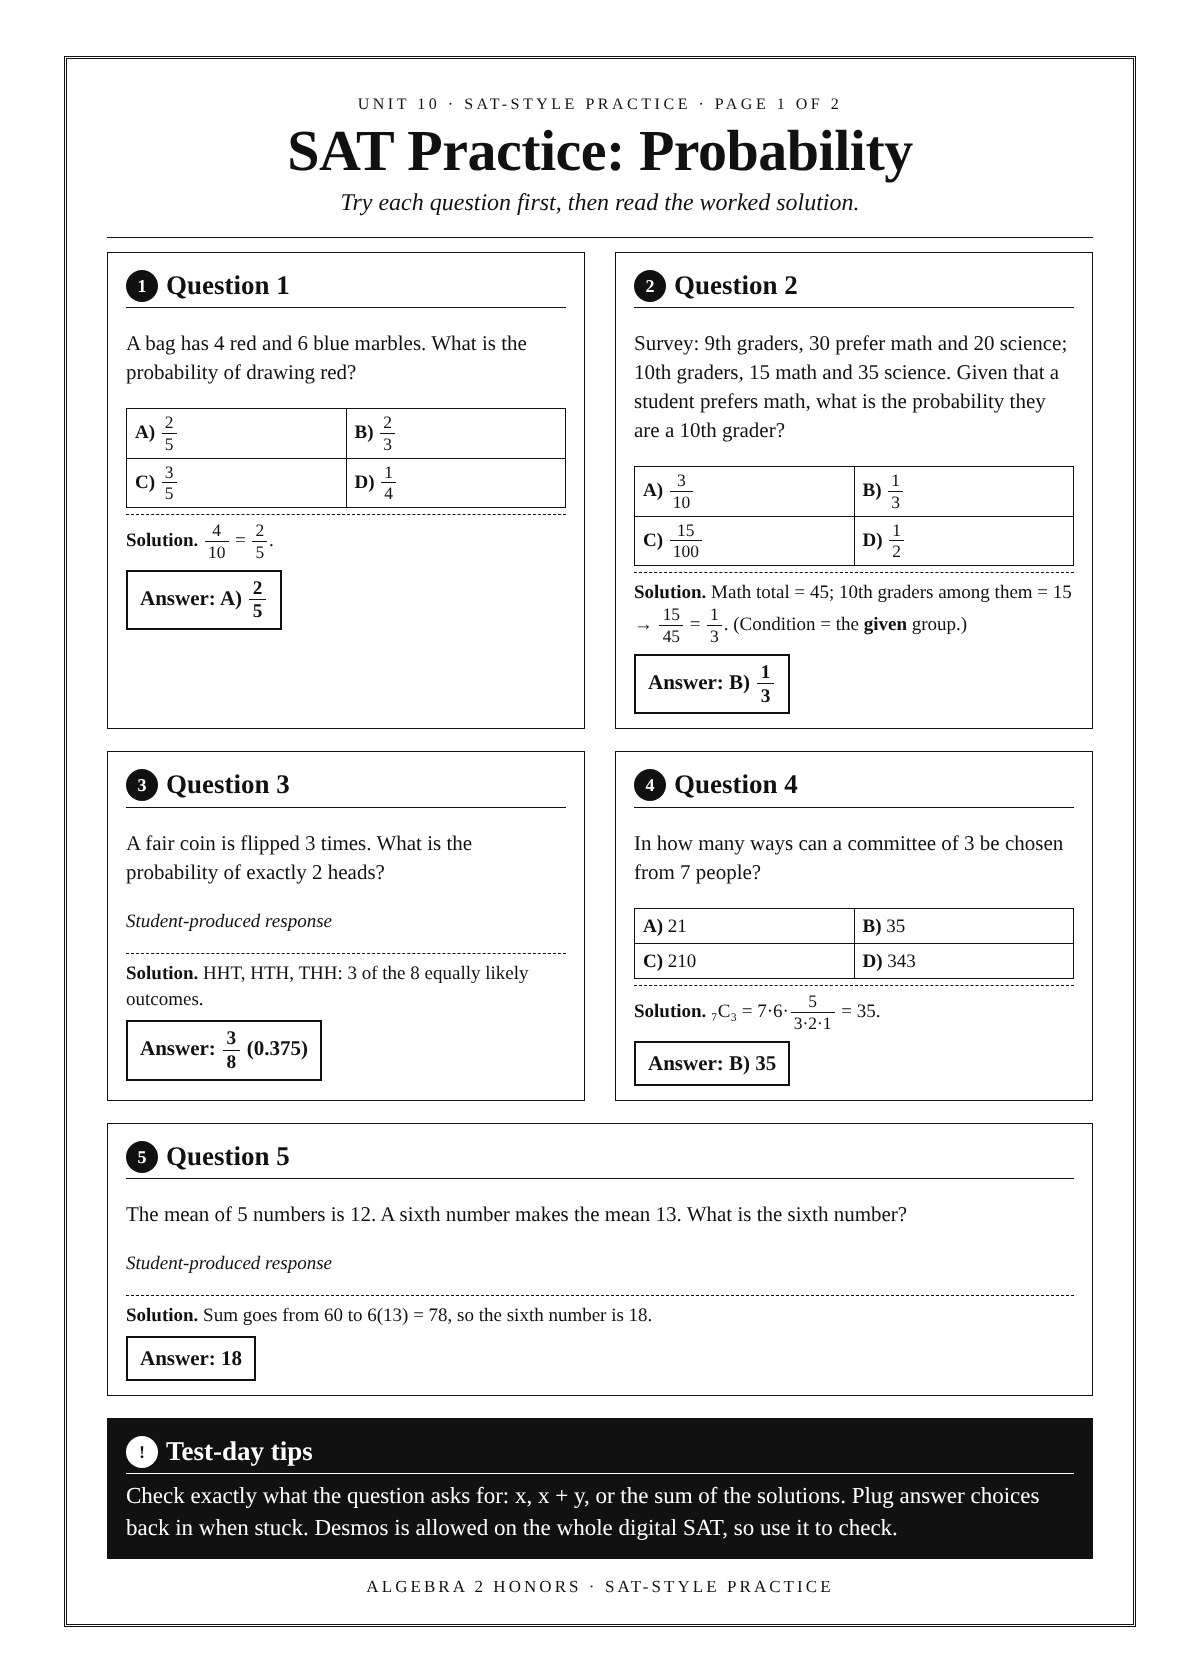 UNIT 10 · SAT-STYLE PRACTICE · PAGE 1 OF 2
SAT Practice: Probability
Try each question first, then read the worked solution.
1 Question 1
A bag has 4 red and 6 blue marbles. What is the
probability of drawing red?
A) 2/5 B) 2/3
C) 3/5 D) 1/4
Solution. 4/10 = 2/5.
Answer: A) 2/5
2 Question 2
Survey: 9th graders, 30 prefer math and 20 science;
10th graders, 15 math and 35 science. Given that a
student prefers math, what is the probability they
are a 10th grader?
A) 3/10 B) 1/3
C) 15/100 D) 1/2
Solution. Math total = 45; 10th graders among them = 15
→ 15/45 = 1/3. (Condition = the given group.)
Answer: B) 1/3
3 Question 3
A fair coin is flipped 3 times. What is the
probability of exactly 2 heads?
Student-produced response
Solution. HHT, HTH, THH: 3 of the 8 equally likely
outcomes.
Answer: 3/8 (0.375)
4 Question 4
In how many ways can a committee of 3 be chosen
from 7 people?
A) 21 B) 35
C) 210 D) 343
Solution. ₇C₃ = 7·6·5/3·2·1 = 35.
Answer: B) 35
5 Question 5
The mean of 5 numbers is 12. A sixth number makes the mean 13. What is the sixth number?
Student-produced response
Solution. Sum goes from 60 to 6(13) = 78, so the sixth number is 18.
Answer: 18
! Test-day tips
Check exactly what the question asks for: x, x + y, or the sum of the solutions. Plug answer choices
back in when stuck. Desmos is allowed on the whole digital SAT, so use it to check.
ALGEBRA 2 HONORS · SAT-STYLE PRACTICE